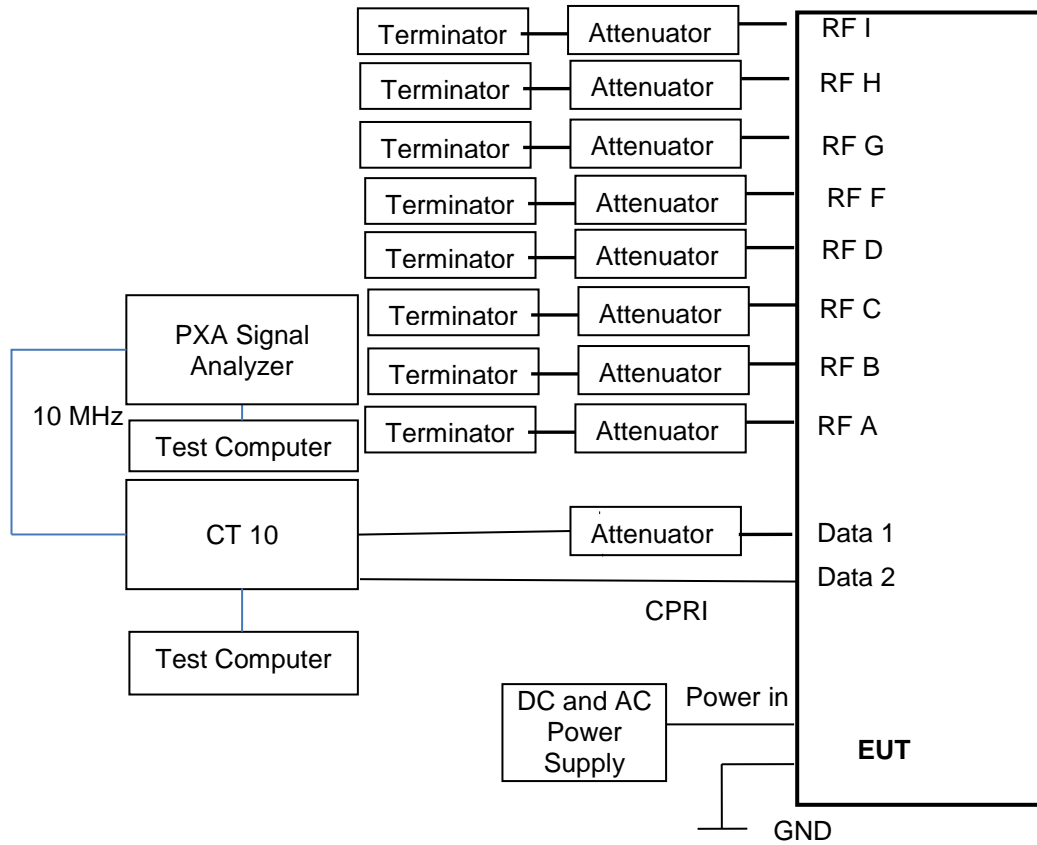 Terminator Attenuator RF I
Terminator Attenuator RF H
Terminator Attenuator RF G
Terminator Attenuator RF F
Terminator Attenuator RF D
Terminator Attenuator RF C
Terminator Attenuator RF B
Terminator Attenuator RF A
PXA Signal
Analyzer
10 MHz
Test Computer
CT 10
Attenuator Data 1
Data 2
CPRI
Test Computer
DC and AC
Power
Supply
Power in
EUT
GND